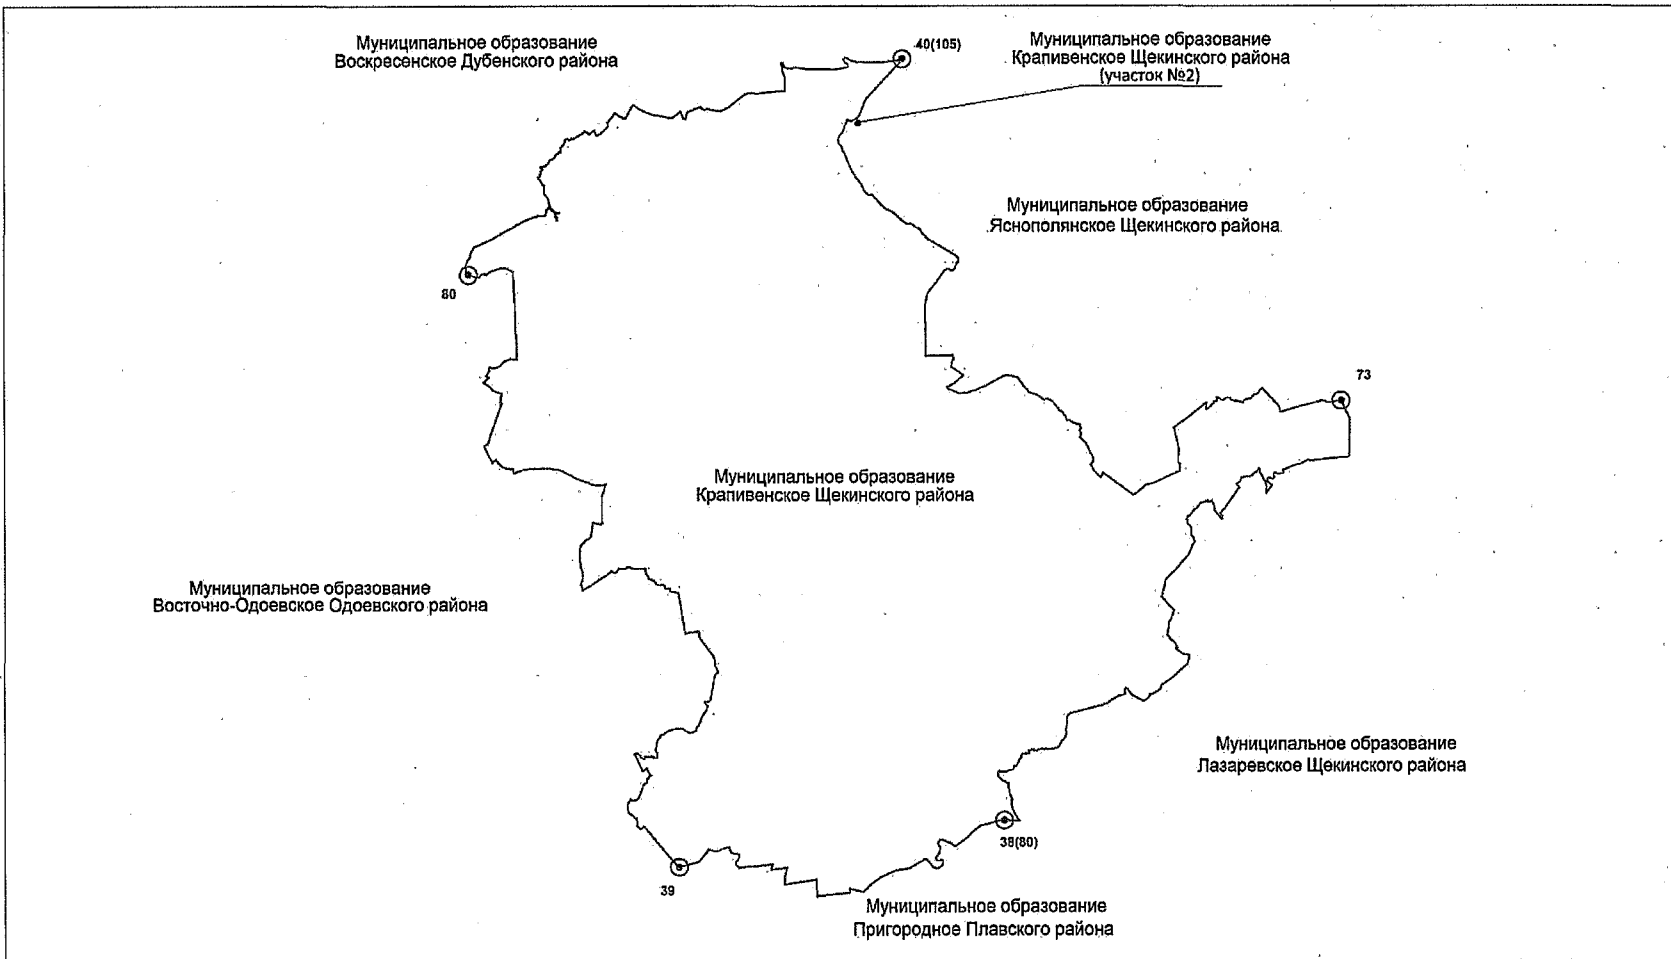 Муниципальное образование
Воскресенское Дубенского района
40(105)
Муниципальное образование
Крапивенское Щекинского района
(участок №2)
Муниципальное образование
Яснополянское Щекинского района
80
73
Муниципальное образование
Крапивенское Щекинского района
Муниципальное образование
Восточно-Одоевское Одоевского района
Муниципальное образование
Лазаревское Щекинского района
38(80)
39
Муниципальное образование
Пригородное Плавского района